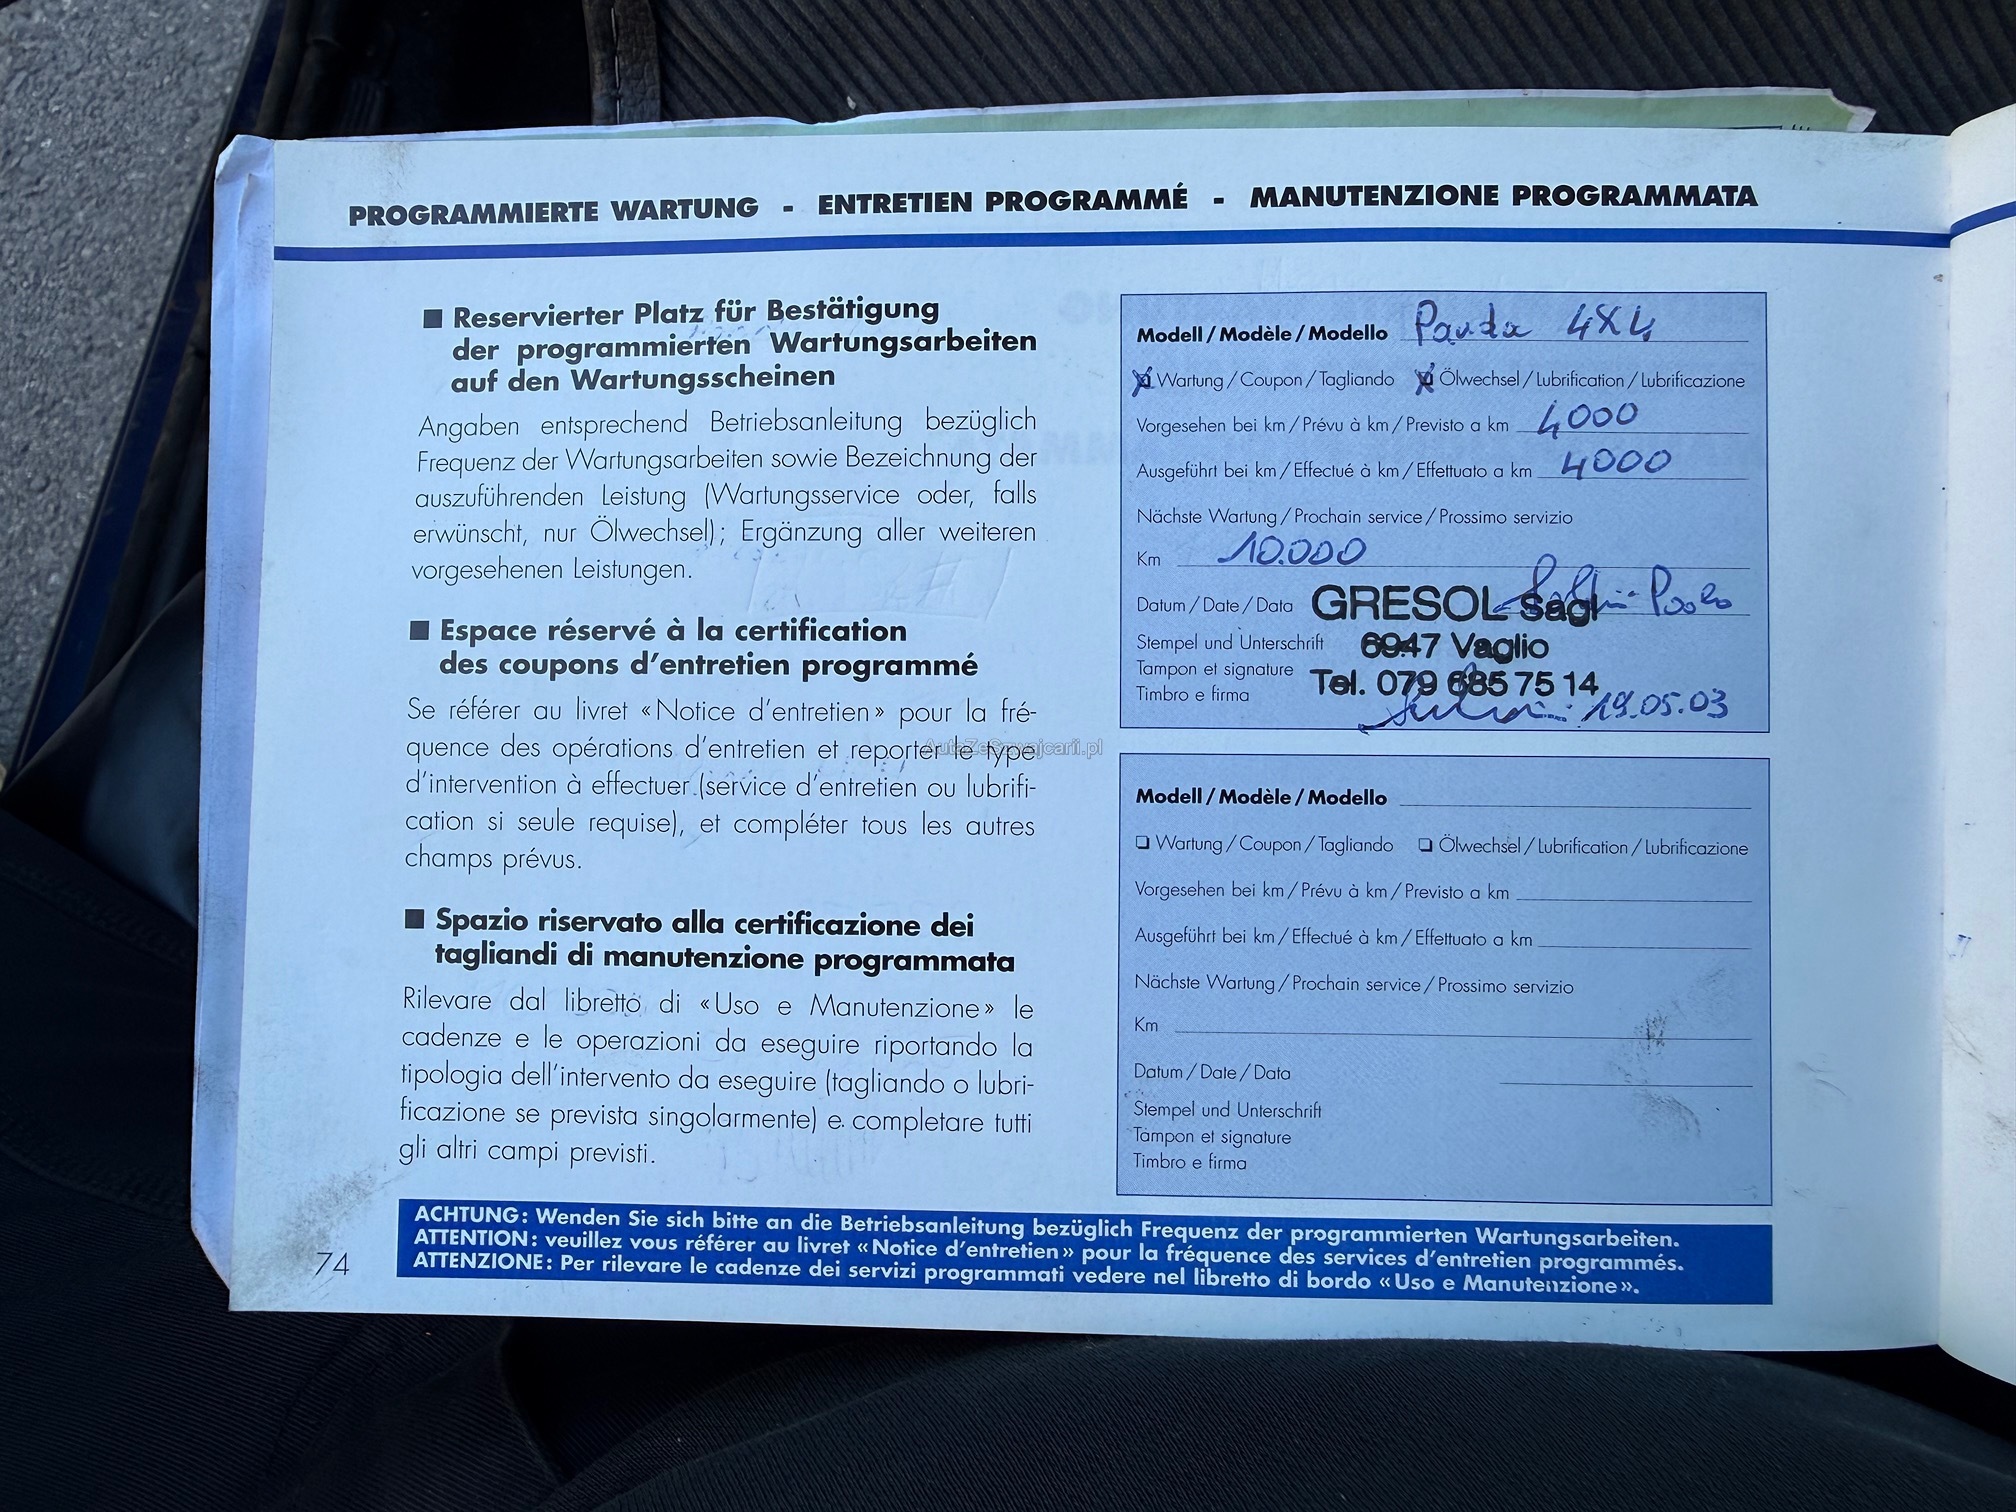 PROGRAMMIERTE WARTUNG - ENTRETIEN PROGRAMMÉ - MANUTENZIONE PROGRAMMATA
■ Reservierter Platz für Bestätigung
der programmierten Wartungsarbeiten
auf den Wartungsscheinen
Angaben entsprechend Betriebsanleitung bezüglich
Frequenz der Wartungsarbeiten sowie Bezeichnung der
auszuführenden Leistung (Wartungsservice oder, falls
erwünscht, nur Ölwechsel); Ergänzung aller weiteren
vorgesehenen Leistungen.
■ Espace réservé à la certification
des coupons d'entretien programmé
Se référer au livret «Notice d'entretien» pour la fré-
quence des opérations d'entretien et reporter le type
d'intervention à effectuer (service d'entretien ou lubrifi-
cation si seule requise), et compléter tous les autres
champs prévus.
■ Spazio riservato alla certificazione dei
tagliandi di manutenzione programmata
Rilevare dal libretto di «Uso e Manutenzione» le
cadenze e le operazioni da eseguire riportando la
tipologia dell'intervento da eseguire (tagliando o lubri-
ficazione se prevista singolarmente) e completare tutti
gli altri campi previsti.
AutaZeSzwajcarii.pl
Modell / Modèle / Modello Panda 4X4
Wartung / Coupon / Tagliando Ölwechsel / Lubrification / Lubrificazione
Vorgesehen bei km / Prévu à km / Previsto a km 4000
Ausgeführt bei km / Effectué à km / Effettuato a km 4000
Nächste Wartung / Prochain service / Prossimo servizio
Km 10.000
Datum / Date / Data GRESOL Sagl Paolo
Stempel und Unterschrift 6947 Vaglio
Tampon et signature Tel. 079 685 75 14
Timbro e firma 19.05.03
Modell / Modèle / Modello
❑ Wartung / Coupon / Tagliando ❑ Ölwechsel / Lubrification / Lubrificazione
Vorgesehen bei km / Prévu à km / Previsto a km
Ausgeführt bei km / Effectué à km / Effettuato a km
Nächste Wartung / Prochain service / Prossimo servizio
Km
Datum / Date / Data
Stempel und Unterschrift
Tampon et signature
Timbro e firma
ACHTUNG: Wenden Sie sich bitte an die Betriebsanleitung bezüglich Frequenz der programmierten Wartungsarbeiten.
ATTENTION: veuillez vous référer au livret «Notice d'entretien» pour la fréquence des services d'entretien programmés.
ATTENZIONE: Per rilevare le cadenze dei servizi programmati vedere nel libretto di bordo «Uso e Manutenzione».
74